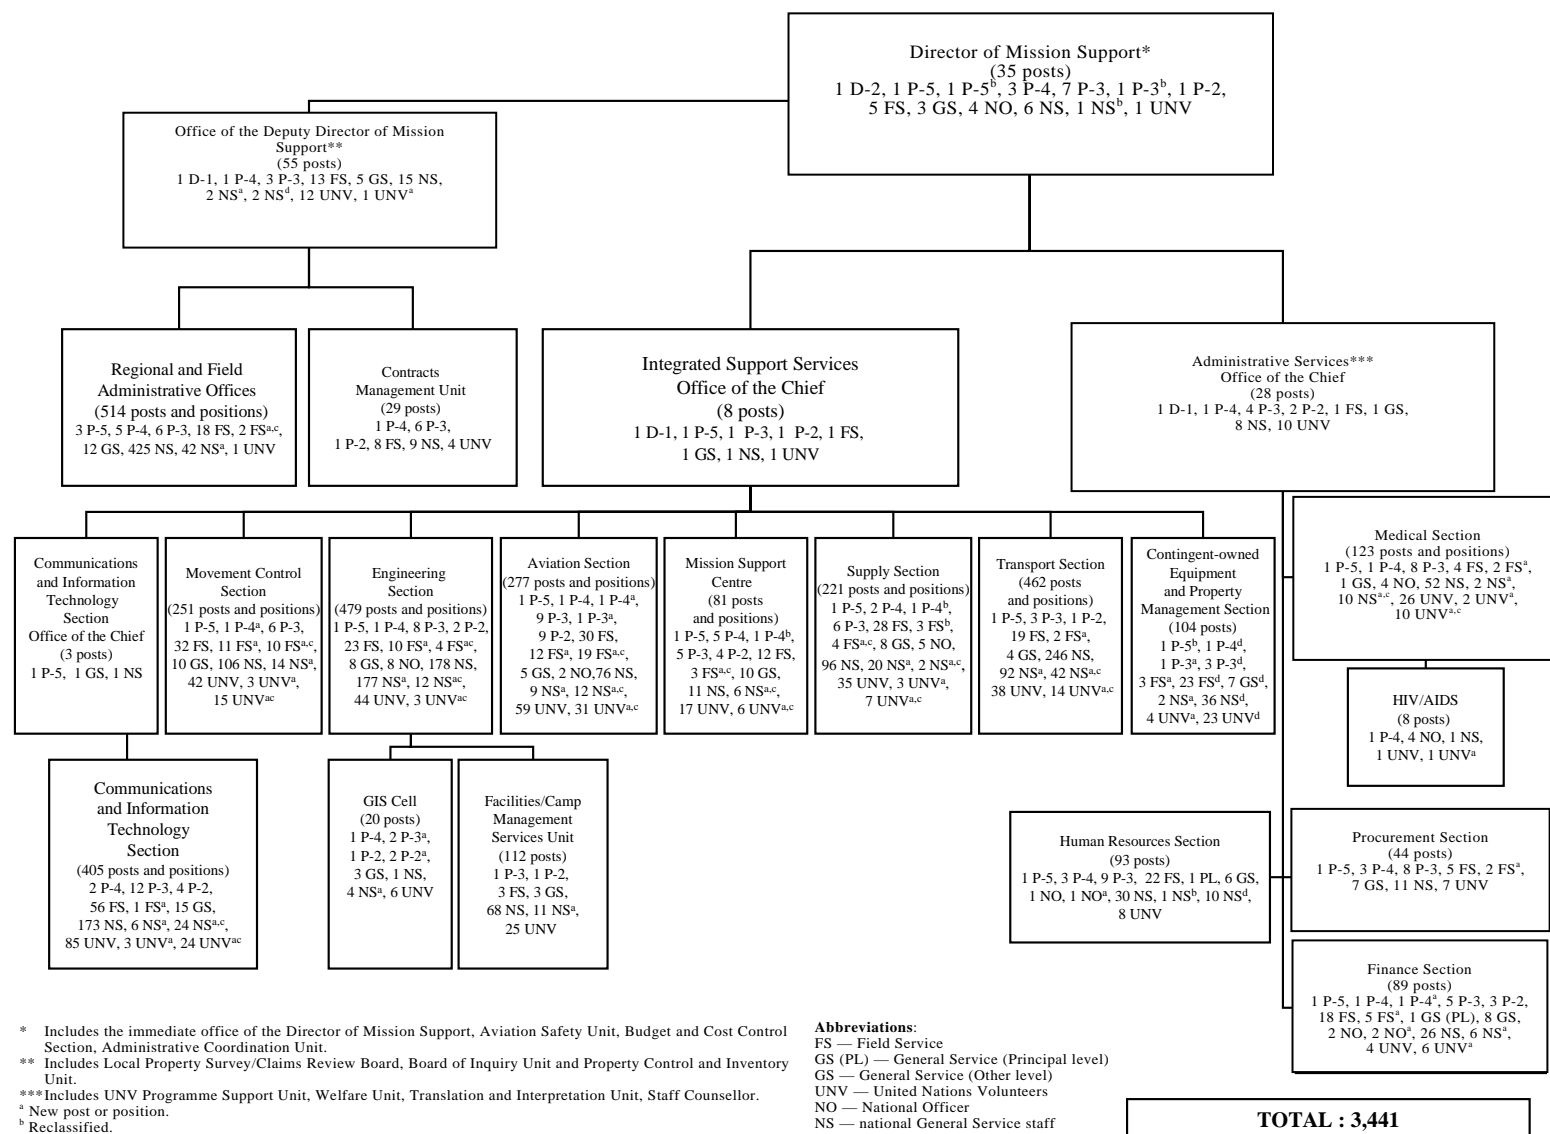 Director of Mission Support*
(35 posts)
1 D-2, 1 P-5, 1 P-5b, 3 P-4, 7 P-3, 1 P-3b, 1 P-2,
5 FS, 3 GS, 4 NO, 6 NS, 1 NSb, 1 UNV
Office of the Deputy Director of Mission
Support**
(55 posts)
1 D-1, 1 P-4, 3 P-3, 13 FS, 5 GS, 15 NS,
2 NSa, 2 NSd, 12 UNV, 1 UNVa
Regional and Field
Administrative Offices
(514 posts and positions)
3 P-5, 5 P-4, 6 P-3, 18 FS, 2 FSa,c,
12 GS, 425 NS, 42 NSa, 1 UNV
Contracts
Management Unit
(29 posts)
1 P-4, 6 P-3,
1 P-2, 8 FS, 9 NS, 4 UNV
Integrated Support Services
Office of the Chief
(8 posts)
1 D-1, 1 P-5, 1 P-3, 1 P-2, 1 FS,
1 GS, 1 NS, 1 UNV
Administrative Services***
Office of the Chief
(28 posts)
1 D-1, 1 P-4, 4 P-3, 2 P-2, 1 FS, 1 GS,
8 NS, 10 UNV
Communications
and Information
Technology
Section
Office of the Chief
(3 posts)
1 P-5, 1 GS, 1 NS
Movement Control
Section
(251 posts and positions)
1 P-5, 1 P-4a, 6 P-3,
32 FS, 11 FSa, 10 FSa,c,
10 GS, 106 NS, 14 NSa,
42 UNV, 3 UNVa,
15 UNVac
Engineering
Section
(479 posts and positions)
1 P-5, 1 P-4, 8 P-3, 2 P-2,
23 FS, 10 FSa, 4 FSac,
8 GS, 8 NO, 178 NS,
177 NSa, 12 NSac,
44 UNV, 3 UNVac
Aviation Section
(277 posts and positions)
1 P-5, 1 P-4, 1 P-4a,
9 P-3, 1 P-3a,
9 P-2, 30 FS,
12 FSa, 19 FSa,c,
5 GS, 2 NO,76 NS,
9 NSa, 12 NSa,c,
59 UNV, 31 UNVa,c
Mission Support
Centre
(81 posts
and positions)
1 P-5, 5 P-4, 1 P-4b,
5 P-3, 4 P-2, 12 FS,
3 FSa,c, 10 GS,
11 NS, 6 NSa,c,
17 UNV, 6 UNVa,c
Supply Section
(221 posts and positions)
1 P-5, 2 P-4, 1 P-4b,
6 P-3, 28 FS, 3 FSb,
4 FSa,c, 8 GS, 5 NO,
96 NS, 20 NSa, 2 NSa,c,
35 UNV, 3 UNVa,
7 UNVa,c
Transport Section
(462 posts
and positions)
1 P-5, 3 P-3, 1 P-2,
19 FS, 2 FSa,
4 GS, 246 NS,
92 NSa, 42 NSa,c,
38 UNV, 14 UNVa,c
Contingent-owned
Equipment
and Property
Management Section
(104 posts)
1 P-5b, 1 P-4d,
1 P-3a, 3 P-3d,
3 FSa, 23 FSd, 7 GSd,
2 NSa, 36 NSd,
4 UNVa, 23 UNVd
Medical Section
(123 posts and positions)
1 P-5, 1 P-4, 8 P-3, 4 FS, 2 FSa,
1 GS, 4 NO, 52 NS, 2 NSa,
10 NSa,c, 26 UNV, 2 UNVa,
10 UNVa,c
HIV/AIDS
(8 posts)
1 P-4, 4 NO, 1 NS,
1 UNV, 1 UNVa
Communications
and Information
Technology
Section
(405 posts and positions)
2 P-4, 12 P-3, 4 P-2,
56 FS, 1 FSa, 15 GS,
173 NS, 6 NSa, 24 NSa,c,
85 UNV, 3 UNVa, 24 UNVac
GIS Cell
(20 posts)
1 P-4, 2 P-3a,
1 P-2, 2 P-2a,
3 GS, 1 NS,
4 NSa, 6 UNV
Facilities/Camp
Management
Services Unit
(112 posts)
1 P-3, 1 P-2,
3 FS, 3 GS,
68 NS, 11 NSa,
25 UNV
Human Resources Section
(93 posts)
1 P-5, 3 P-4, 9 P-3, 22 FS, 1 PL, 6 GS,
1 NO, 1 NOa, 30 NS, 1 NSb, 10 NSd,
8 UNV
Procurement Section
(44 posts)
1 P-5, 3 P-4, 8 P-3, 5 FS, 2 FSa,
7 GS, 11 NS, 7 UNV
Finance Section
(89 posts)
1 P-5, 1 P-4, 1 P-4a, 5 P-3, 3 P-2,
18 FS, 5 FSa, 1 GS (PL), 8 GS,
2 NO, 2 NOa, 26 NS, 6 NSa,
4 UNV, 6 UNVa
* Includes the immediate office of the Director of Mission Support, Aviation Safety Unit, Budget and Cost Control
Section, Administrative Coordination Unit.
** Includes Local Property Survey/Claims Review Board, Board of Inquiry Unit and Property Control and Inventory
Unit.
***Includes UNV Programme Support Unit, Welfare Unit, Translation and Interpretation Unit, Staff Counsellor.
a New post or position.
b Reclassified.
Abbreviations:
FS — Field Service
GS (PL) — General Service (Principal level)
GS — General Service (Other level)
UNV — United Nations Volunteers
NO — National Officer
NS — national General Service staff
TOTAL : 3,441